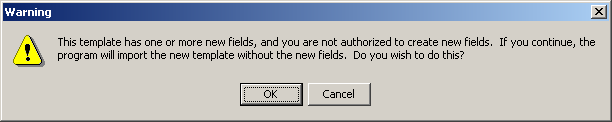 Warning
This template has one or more new fields, and you are not authorized to create new fields.  If you continue, the
program will import the new template without the new fields.  Do you wish to do this?
OK
Cancel